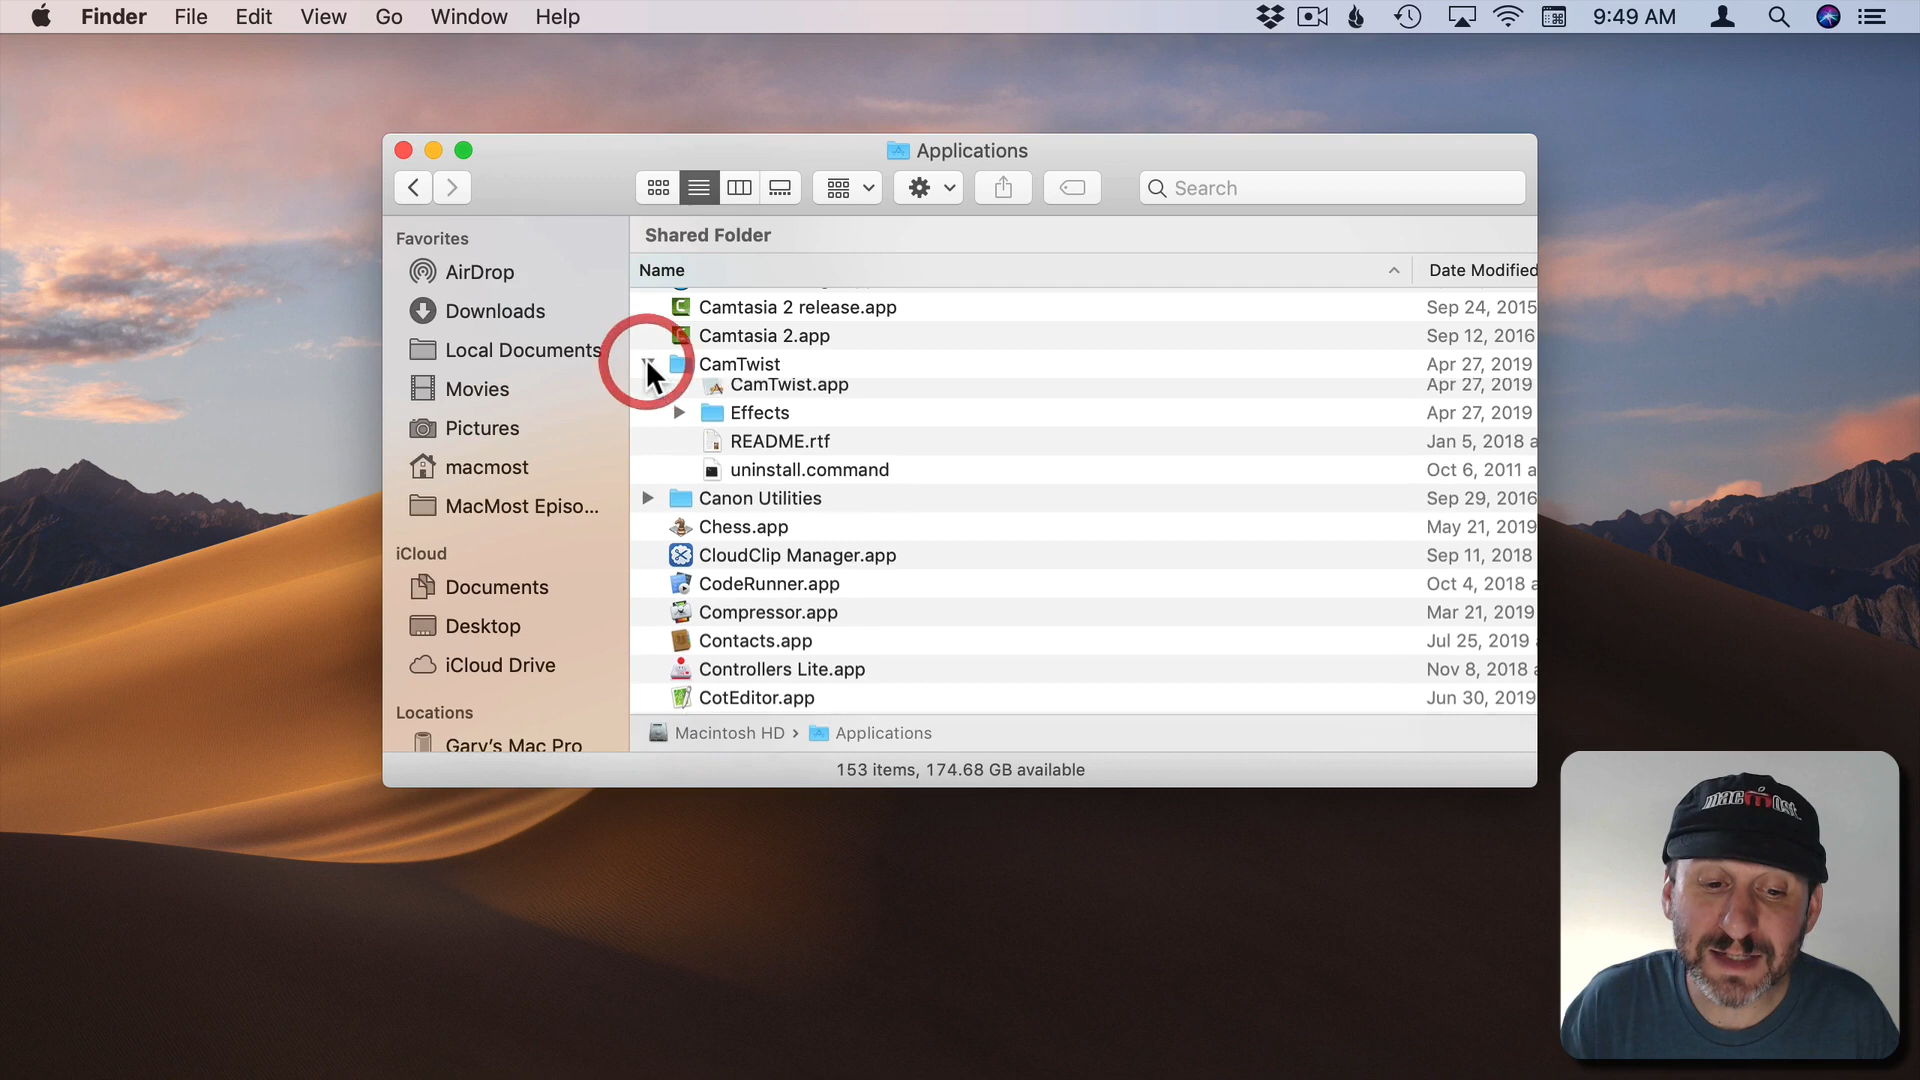 Finder File Edit View Go Window Help 9:49 AM
Applications
Search
Favorites
AirDrop
Downloads
Local Documents
Movies
Pictures
macmost
MacMost Episo...
iCloud
Documents
Desktop
iCloud Drive
Locations
Gary's Mac Pro
Shared Folder
Name Date Modified
Camtasia 2 release.app Sep 24, 2015
Camtasia 2.app Sep 12, 2016
CamTwist Apr 27, 2019
CamTwist.app Apr 27, 2019
Effects Apr 27, 2019
README.rtf Jan 5, 2018 a
uninstall.command Oct 6, 2011 a
Canon Utilities Sep 29, 2016
Chess.app May 21, 2019
CloudClip Manager.app Sep 11, 2018
CodeRunner.app Oct 4, 2018 a
Compressor.app Mar 21, 2019
Contacts.app Jul 25, 2019 a
Controllers Lite.app Nov 8, 2018 a
CotEditor.app Jun 30, 2019
Macintosh HD › Applications
153 items, 174.68 GB available
macmost